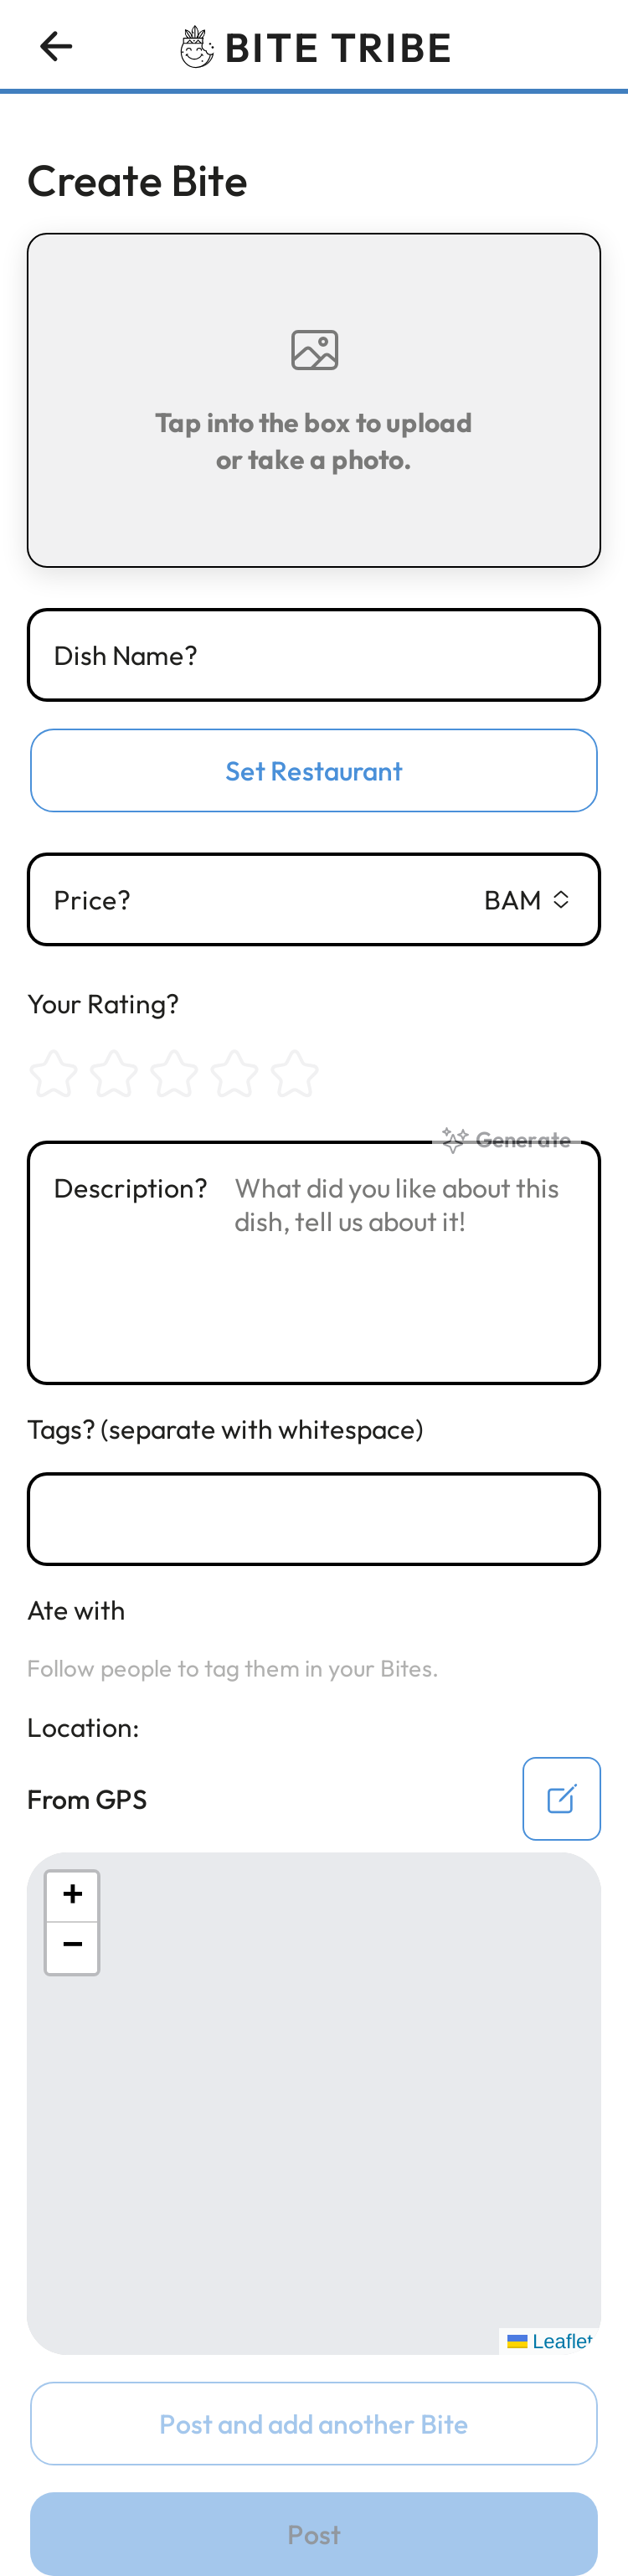 BITE TRIBE
Create Bite
Tap into the box to upload
or take a photo.
Dish Name?
Set Restaurant
Price?
BAM
Your Rating?
Generate
Description?
What did you like about this
dish, tell us about it!
Tags? (separate with whitespace)
Ate with
Follow people to tag them in your Bites.
Location:
From GPS
+
−
Leaflet
Post and add another Bite
Post